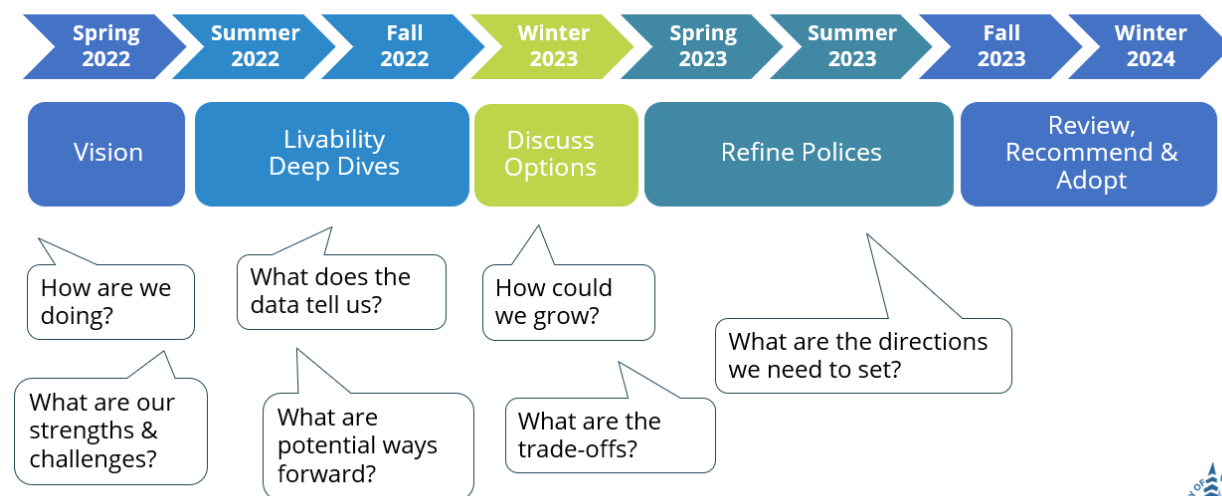 Spring
2022
Summer
2022
Fall
2022
Winter
2023
Spring
2023
Summer
2023
Fall
2023
Winter
2024
Vision
Livability
Deep Dives
Discuss
Options
Refine Polices
Review,
Recommend &
Adopt
How are we
doing?
What does the
data tell us?
How could
we grow?
What are the directions
we need to set?
What are our
strengths &
challenges?
What are
potential ways
forward?
What are the
trade-offs?
OF